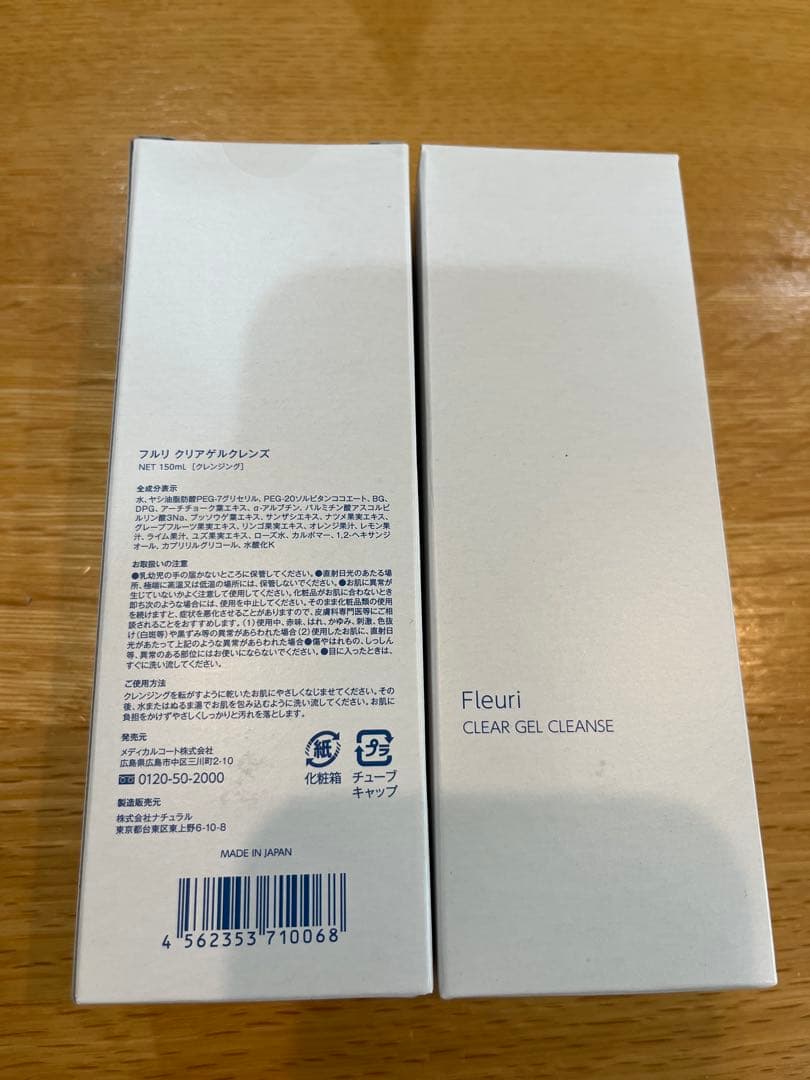 フルリ クリアゲルクレンズ
NET 150mL［クレンジング］
全成分表示
水、ヤシ油脂肪酸PEG-7グリセリル、PEG-20ソルビタンココエート、BG、
DPG、アーチチョーク葉エキス、α-アルブチン、パルミチン酸アスコルビ
ルリン酸3Na、ブッソウゲ葉エキス、サンザシエキス、ナツメ果実エキス、
グレープフルーツ果実エキス、リンゴ果実エキス、オレンジ果汁、レモン果
汁、ライム果汁、ユズ果実エキス、ローズ水、カルボマー、1,2-ヘキサンジ
オール、カプリリルグリコール、水酸化K
お取扱いの注意
●乳幼児の手の届かないところに保管してください。●直射日光のあたる場
所、極端に高温又は低温の場所には、保管しないでください。●お肌に異常が
生じていないかよく注意して使用してください。化粧品がお肌に合わないとき
即ち次のような場合には、使用を中止してください。そのまま化粧品類の使用
を続けますと、症状を悪化させることがありますので、皮膚科専門医等にご相
談されることをおすすめします。(1)使用中、赤味、はれ、かゆみ、刺激、色抜
け(白斑等)や黒ずみ等の異常があらわれた場合(2)使用したお肌に、直射日
光があたって上記のような異常があらわれた場合●傷やはれもの、しっしん
等、異常のある部位にはお使いにならないでください。●目に入ったときは、
すぐに洗い流してください。
ご使用方法
クレンジングを転がすように乾いたお肌にやさしくなじませてください。その
後、水またはぬるま湯でお肌を包み込むように洗い流してください。お肌に
負担をかけずやさしくしっかりと汚れを落とします。
発売元
メディカルコート株式会社
広島県広島市中区三川町2-10
0120-50-2000
製造販売元
株式会社ナチュラル
東京都台東区東上野6-10-8
紙
化粧箱
プラ
チューブ
キャップ
MADE IN JAPAN
4 562353 710068
Fleuri
CLEAR GEL CLEANSE